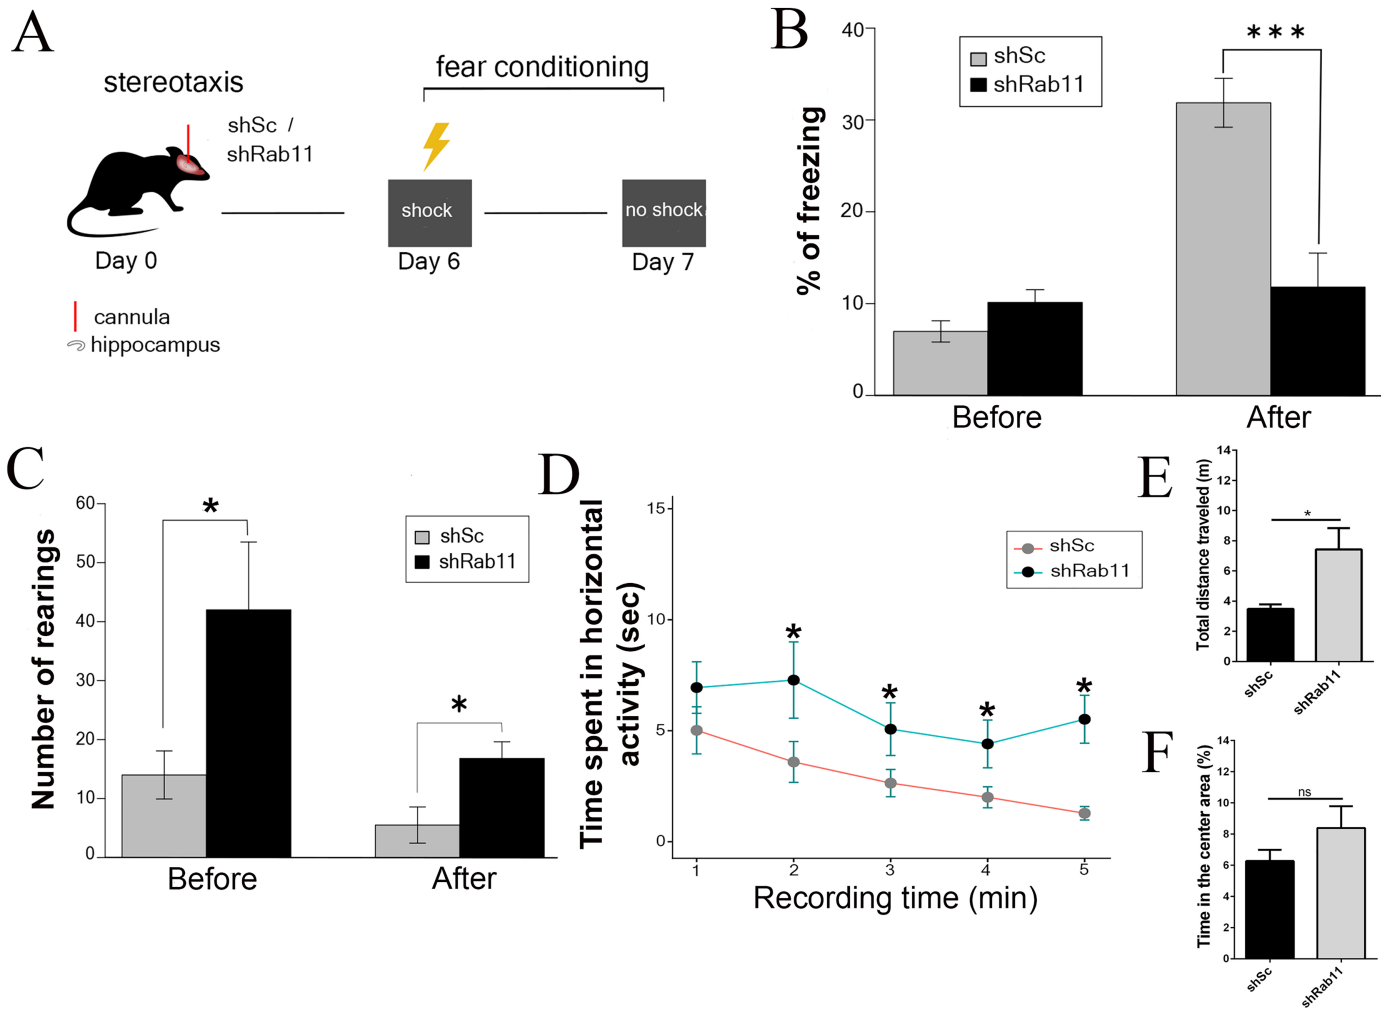 A
stereotaxis
shSc /
shRab11
fear conditioning
shock
no shock
Day 0
Day 6
Day 7
cannula
hippocampus
B
% of freezing
40
30
20
10
0
shSc
shRab11
***
Before
After
C
Number of rearings
60
50
40
30
20
10
0
*
*
shSc
shRab11
Before
After
D
Time spent in horizontal
activity (sec)
15
10
5
0
shSc
shRab11
*
*
*
*
1
2
3
4
5
Recording time (min)
E
Total distance traveled (m)
14
12
10
8
6
4
2
0
*
shSc
shRab11
F
Time in the center area (%)
14
12
10
8
6
4
2
0
ns
shSc
shRab11